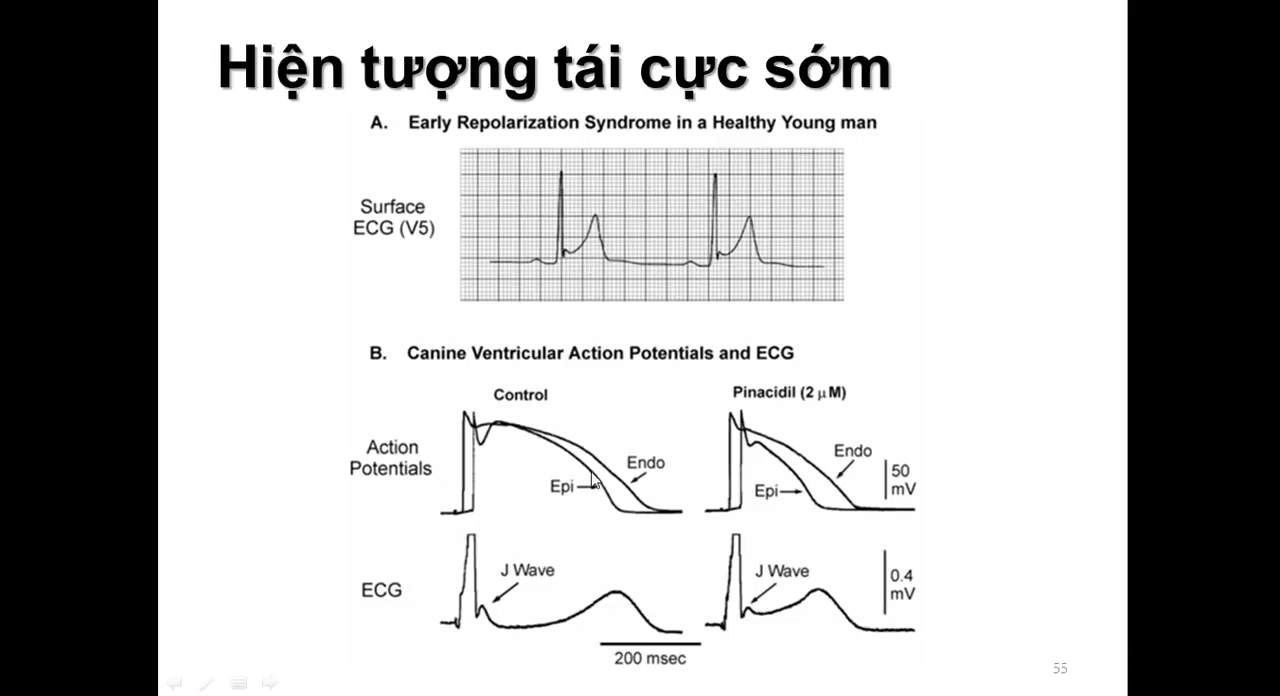 Hiện tượng tái cực sớm
A. Early Repolarization Syndrome in a Healthy Young man
Surface
ECG (V5)
B. Canine Ventricular Action Potentials and ECG
Control
Pinacidil (2 μM)
Action
Potentials
Endo
Epi
Endo
Epi
50
mV
ECG
J Wave
J Wave
0.4
mV
200 msec
55